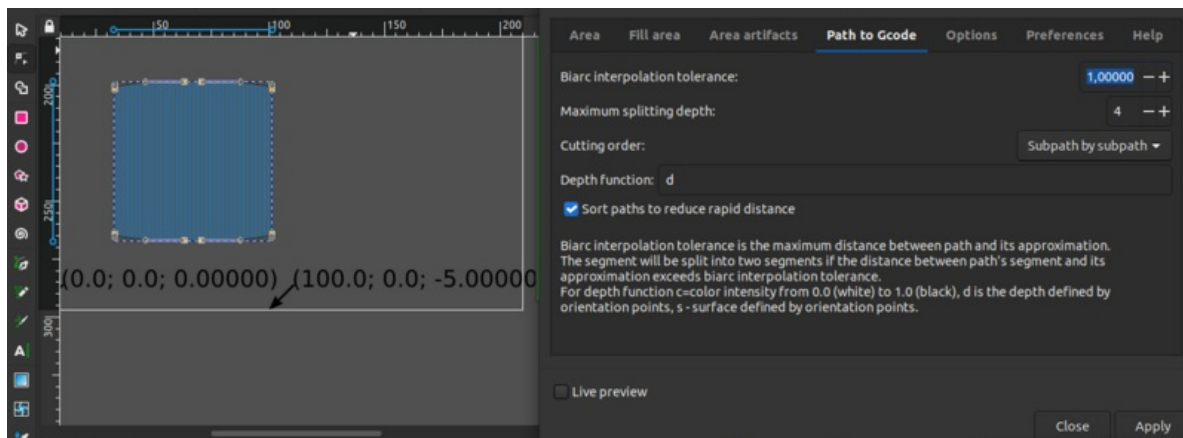 50 100 150 200
200
250
300
(0.0; 0.0; 0.00000) (100.0; 0.0; -5.00000
Area Fill area Area artifacts Path to Gcode Options Preferences Help
Biarc interpolation tolerance: 1,00000
Maximum splitting depth: 4
Cutting order: Subpath by subpath
Depth function: d
Sort paths to reduce rapid distance
Biarc interpolation tolerance is the maximum distance between path and its approximation.
The segment will be split into two segments if the distance between path's segment and its
approximation exceeds biarc interpolation tolerance.
For depth function c=color intensity from 0.0 (white) to 1.0 (black), d is the depth defined by
orientation points, s - surface defined by orientation points.
Live preview
Close Apply